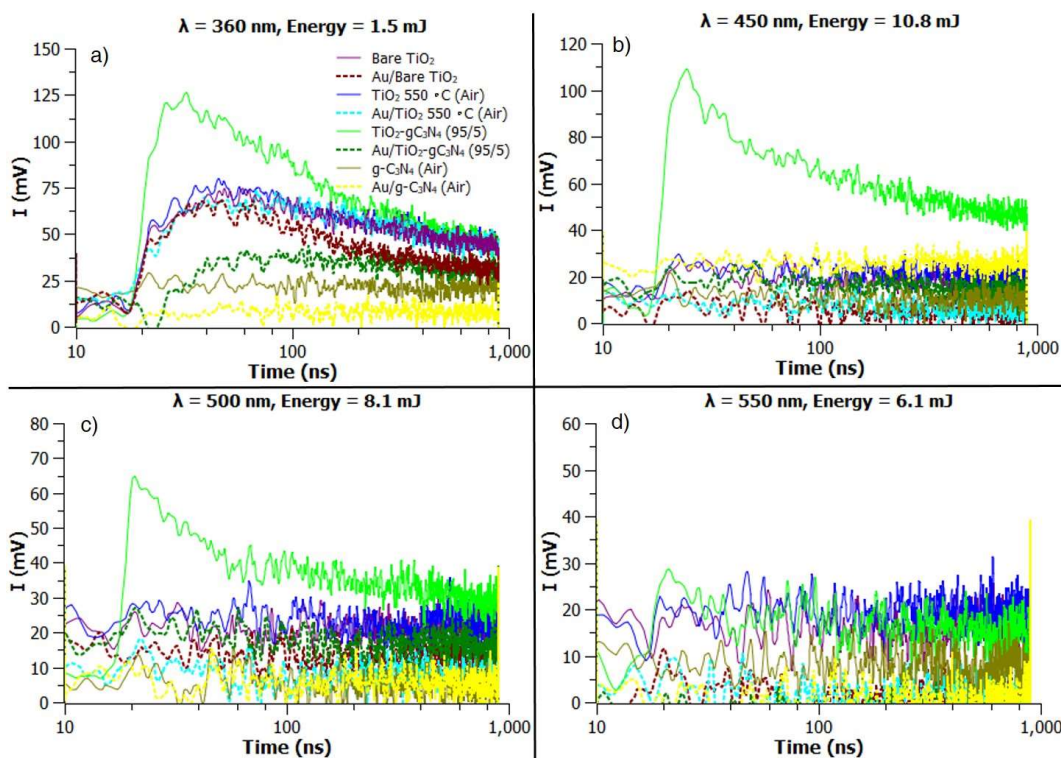 λ = 360 nm, Energy = 1.5 mJ
a)
I (mV)
150
125
100
75
50
25
0
10
100
1,000
Time (ns)
Bare TiO₂
Au/Bare TiO₂
TiO₂ 550 ∘C (Air)
Au/TiO₂ 550 ∘C (Air)
TiO₂-gC₃N₄ (95/5)
Au/TiO₂-gC₃N₄ (95/5)
g-C₃N₄ (Air)
Au/g-C₃N₄ (Air)
λ = 450 nm, Energy = 10.8 mJ
b)
I (mV)
120
100
80
60
40
20
0
10
100
1,000
Time (ns)
λ = 500 nm, Energy = 8.1 mJ
c)
I (mV)
80
70
60
50
40
30
20
10
0
10
100
1,000
Time (ns)
λ = 550 nm, Energy = 6.1 mJ
d)
I (mV)
60
50
40
30
20
10
0
10
100
1,000
Time (ns)